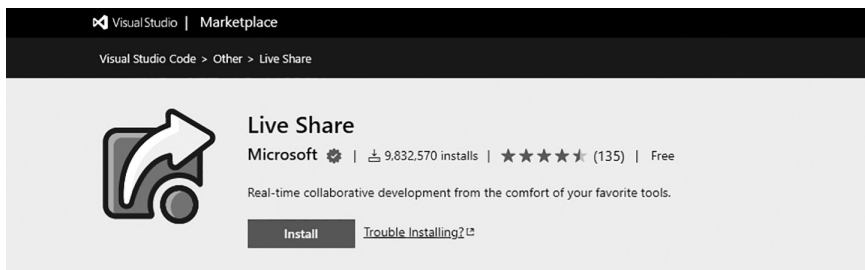 Visual Studio | Marketplace
Visual Studio Code > Other > Live Share
Live Share
Microsoft | 9,832,570 installs | (135) | Free
Real-time collaborative development from the comfort of your favorite tools.
Install Trouble Installing?